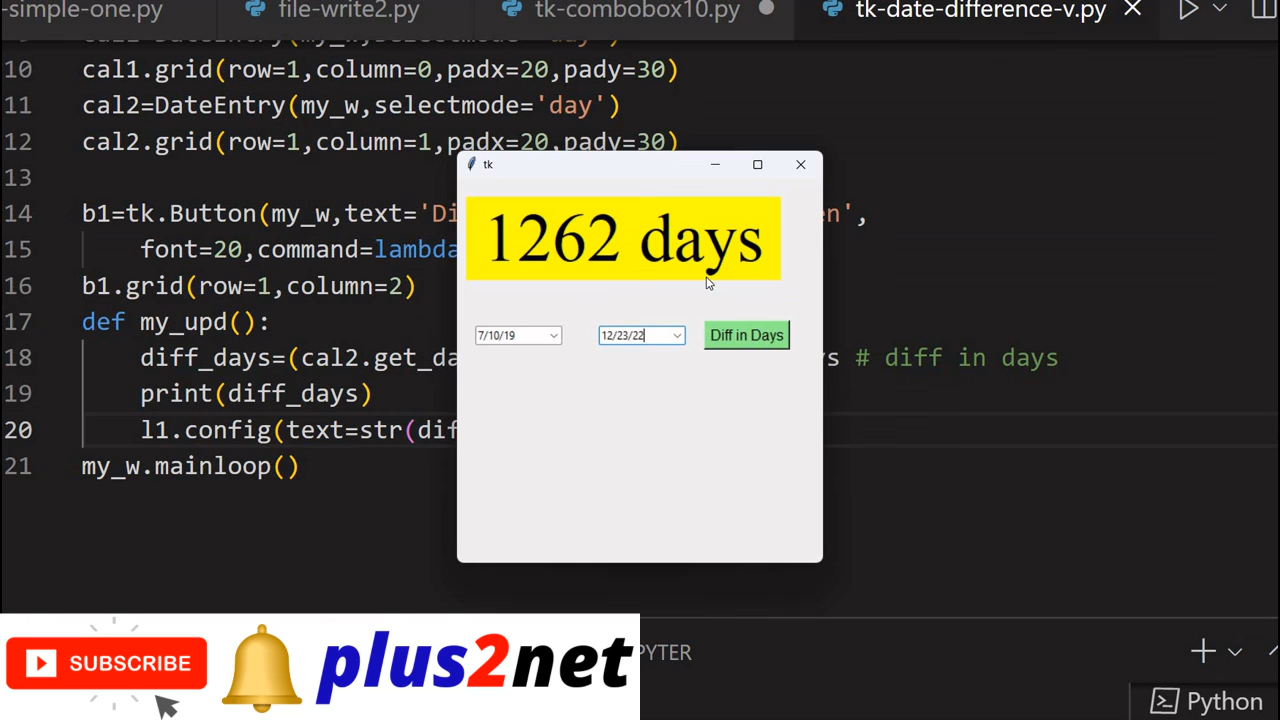 -simple-one.py file-write2.py tk-combobox10.py tk-date-difference-v.py
10 cal1.grid(row=1,column=0,padx=20,pady=30)
11 cal2=DateEntry(my_w,selectmode='day')
12 cal2.grid(row=1,column=1,padx=20,pady=30)
13
14 b1=tk.Button(my_w,text='Di en',
15 font=20,command=lambda
16 b1.grid(row=1,column=2)
17 def my_upd():
18 diff_days=(cal2.get_da s # diff in days
19 print(diff_days)
20 l1.config(text=str(dif
21 my_w.mainloop()
tk
1262 days
7/10/19 12/23/22 Diff in Days
PYTER
SUBSCRIBE
plus2net
Python